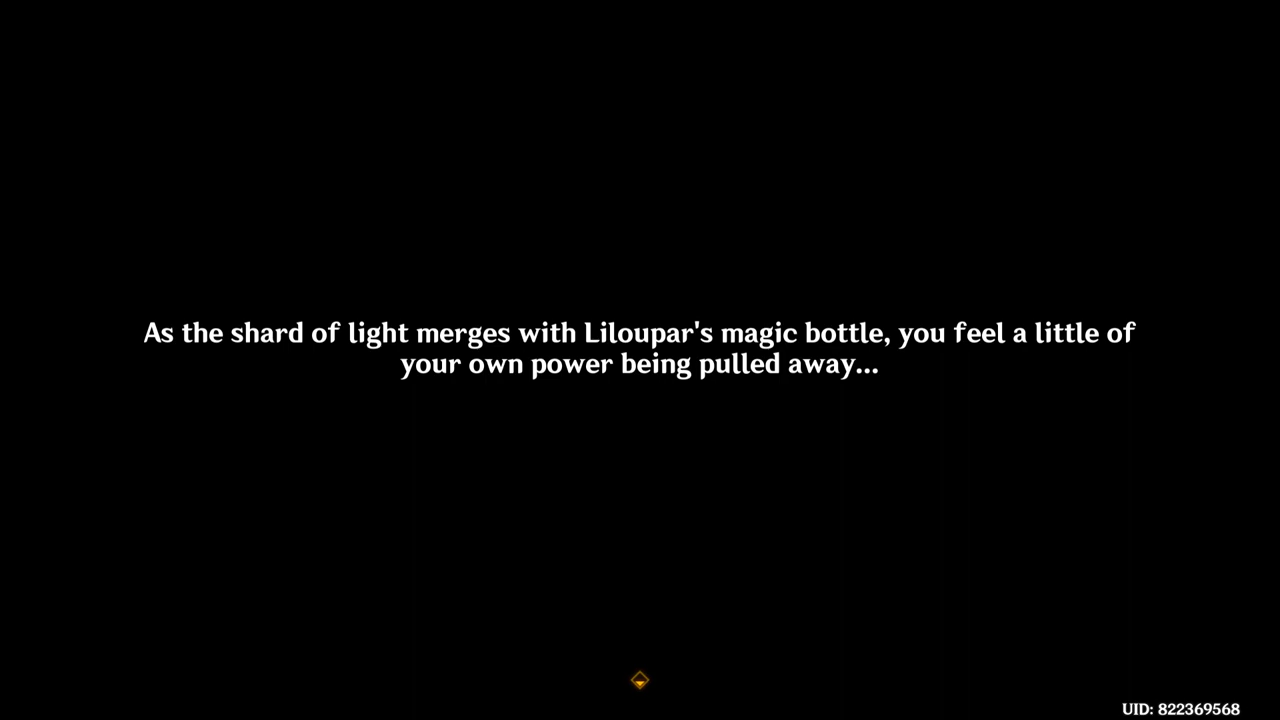 As the shard of light merges with Liloupar's magic bottle, you feel a little of
your own power being pulled away...
UID: 822369568